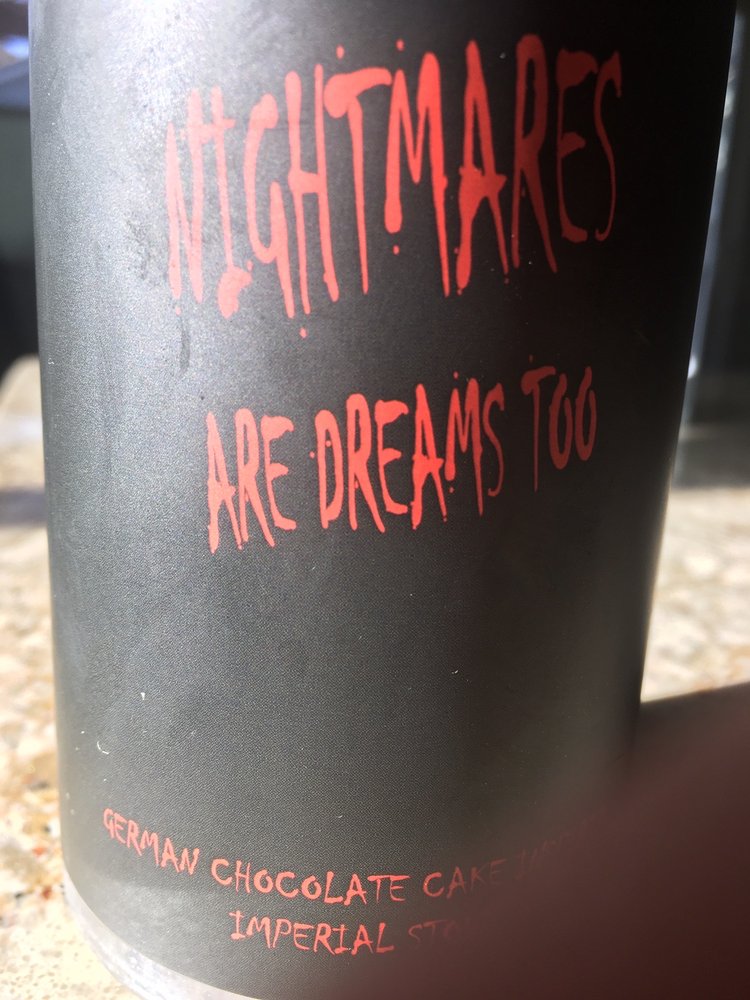 NIGHTMARES
ARE DREAMS TOO
GERMAN CHOCOLATE CAKE
IMPERIAL